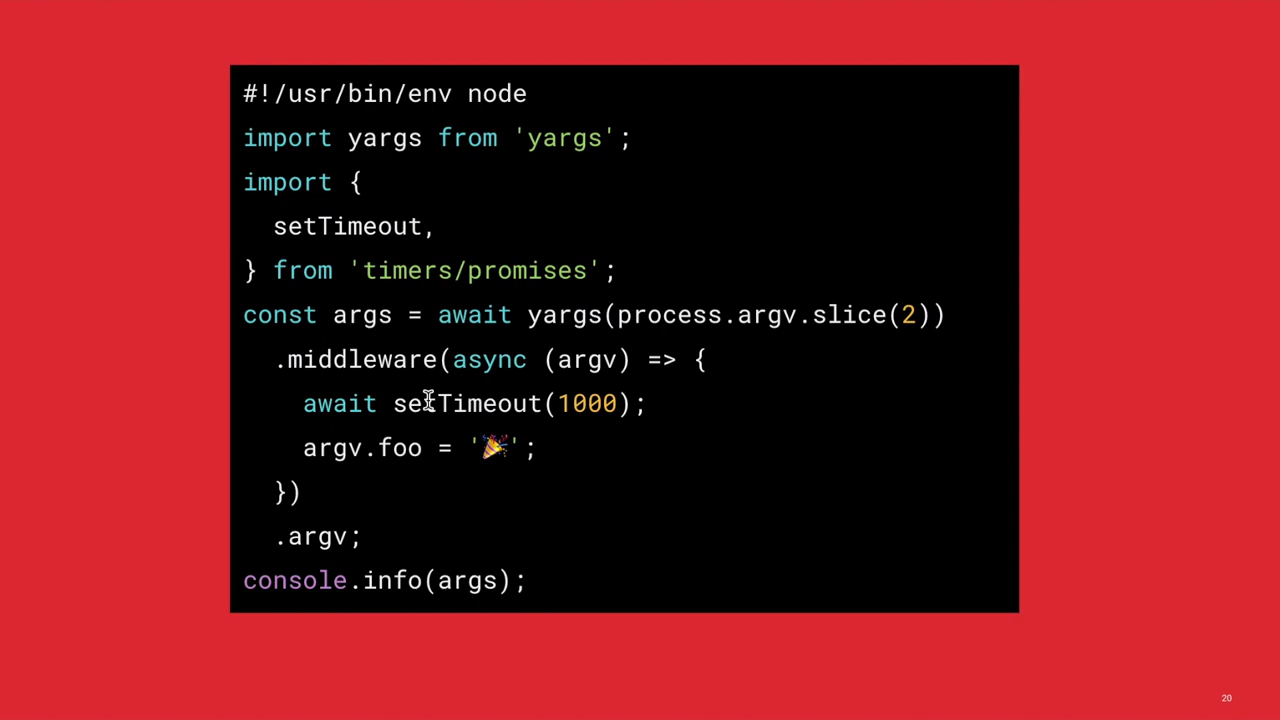 #!/usr/bin/env node
import yargs from 'yargs';
import {
  setTimeout,
} from 'timers/promises';
const args = await yargs(process.argv.slice(2))
  .middleware(async (argv) => {
    await setTimeout(1000);
    argv.foo = '🎉';
  })
  .argv;
console.info(args);
20